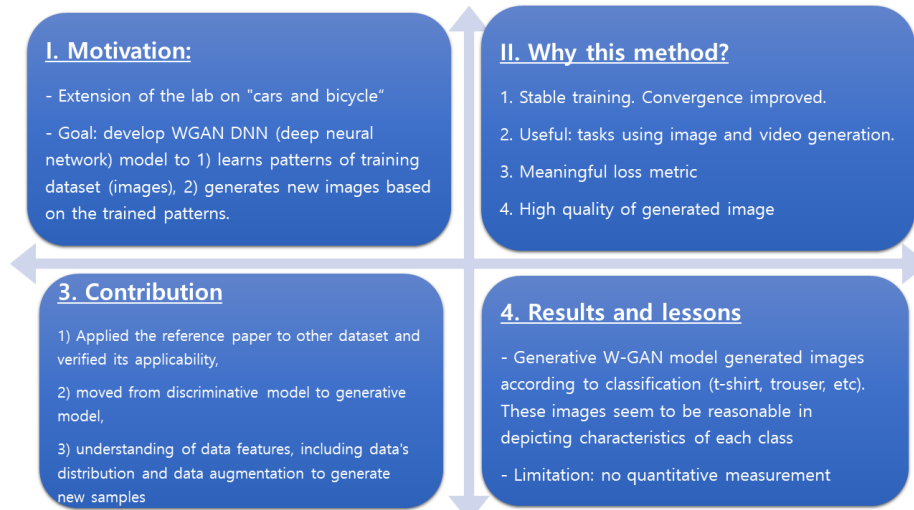 I. Motivation:
- Extension of the lab on "cars and bicycle“
- Goal: develop WGAN DNN (deep neural
network) model to 1) learns patterns of training
dataset (images), 2) generates new images based
on the trained patterns.
II. Why this method?
1. Stable training. Convergence improved.
2. Useful: tasks using image and video generation.
3. Meaningful loss metric
4. High quality of generated image
3. Contribution
1) Applied the reference paper to other dataset and
verified its applicability,
2) moved from discriminative model to generative
model,
3) understanding of data features, including data's
distribution and data augmentation to generate
new samples
4. Results and lessons
- Generative W-GAN model generated images
according to classification (t-shirt, trouser, etc).
These images seem to be reasonable in
depicting characteristics of each class
- Limitation: no quantitative measurement